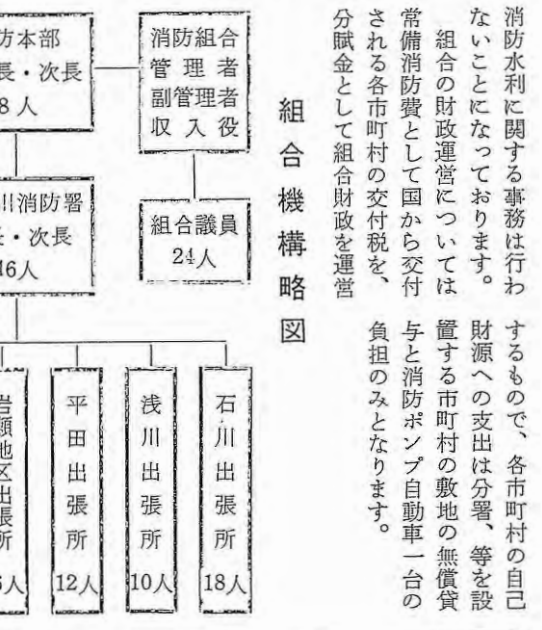 消防水利に関する事務は行わ
ないことになっております。
組合の財政運営については
常備消防費として国から交付
される各市町村の交付税を、
分賦金として組合財政を運営
するもので、各市町村の自己
財源への支出は分署、等を設
置する市町村の敷地の無償貸
与と消防ポンプ自動車一台の
負担のみとなります。
組合機構略図
消防組合
管理者
副管理者
収入役
組合議員
24人
防本部
長・次長
8人
川消防署
長・次長
46人
石川出張所
18人
浅川出張所
10人
平田出張所
12人
岩瀬地区出張所